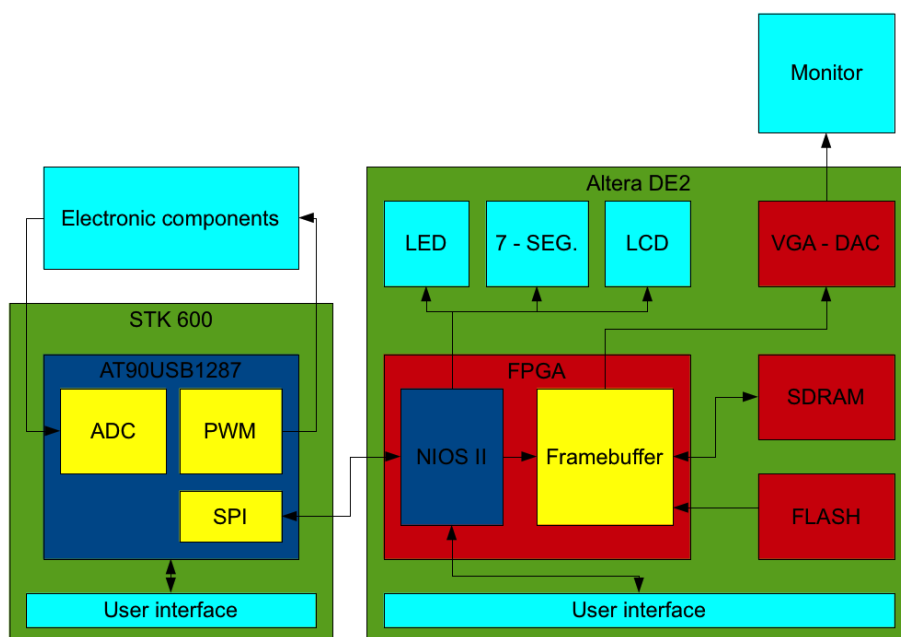 Monitor
Electronic components
Altera DE2
LED
7 - SEG.
LCD
VGA - DAC
STK 600
AT90USB1287
FPGA
ADC
PWM
NIOS II
Framebuffer
SDRAM
SPI
FLASH
User interface
User interface